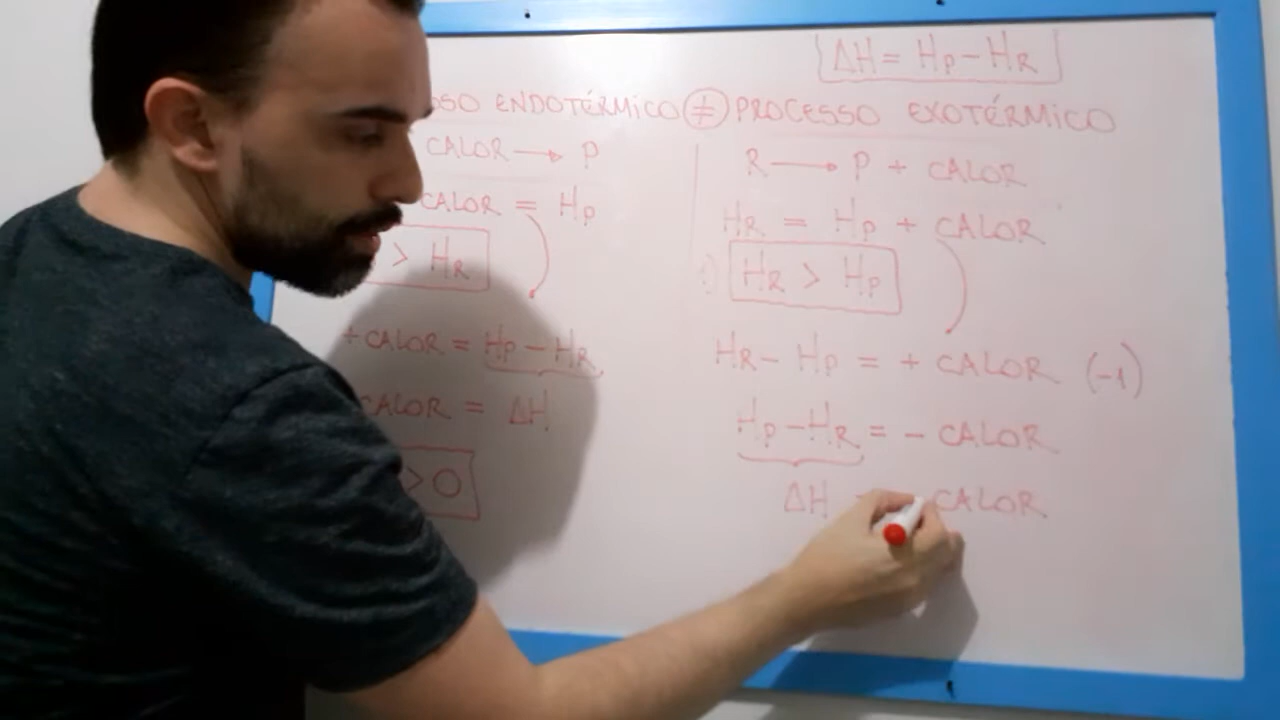 ΔH = HP - HR
ENDOTÉRMICO ≠ PROCESSO EXOTÉRMICO
CALOR → P
CALOR = HP
> HR
+ CALOR = HP - HR
CALOR = ΔH
> 0
R → P + CALOR
HR = HP + CALOR
HR > HP
HR - HP = + CALOR (-1)
HP - HR = - CALOR
ΔH CALOR